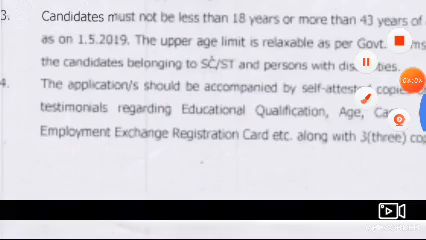 3. Candidates must not be less than 18 years or more than 43 years of
as on 1.5.2019. The upper age limit is relaxable as per Govt.
the candidates belonging to SC/ST and persons with
4. The application/s should be accompanied by self-attested
testimonials regarding Educational Qualification, Age,
Employment Exchange Registration Card etc. along with 3(three)